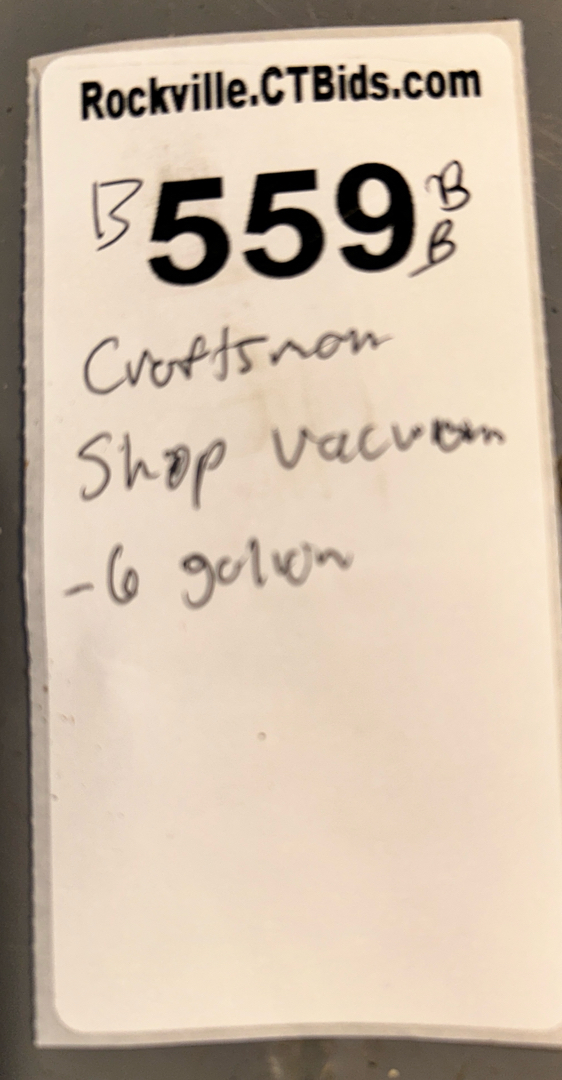 Rockville.CTBids.com
B 559 B
B
Craftsman
Shop vacuum
-6 galon